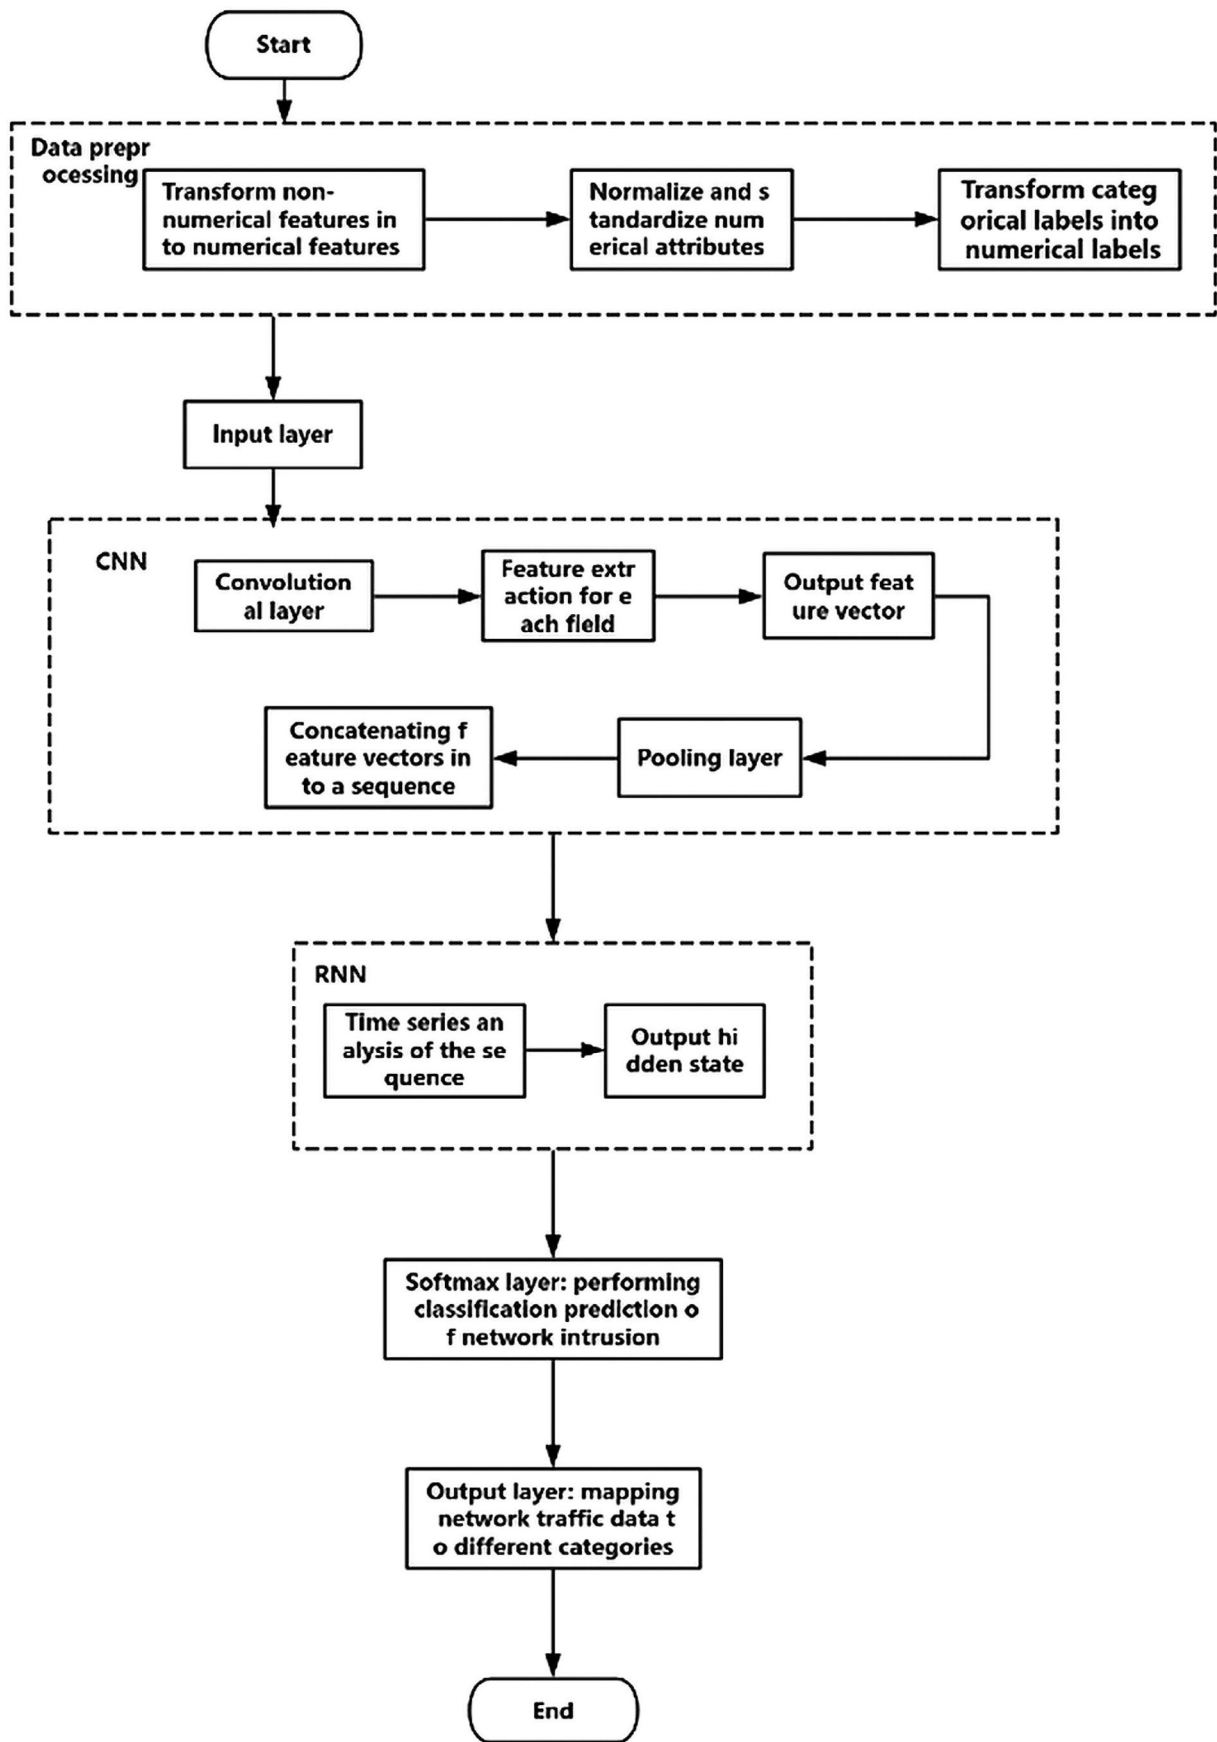 Start
Data prepr
ocessing
Transform non-
numerical features in
to numerical features
Normalize and s
tandardize num
erical attributes
Transform categ
orical labels into
numerical labels
Input layer
CNN
Convolution
al layer
Feature extr
action for e
ach field
Output feat
ure vector
Concatenating f
eature vectors in
to a sequence
Pooling layer
RNN
Time series an
alysis of the se
quence
Output hi
dden state
Softmax layer: performing
classification prediction o
f network intrusion
Output layer: mapping
network traffic data t
o different categories
End